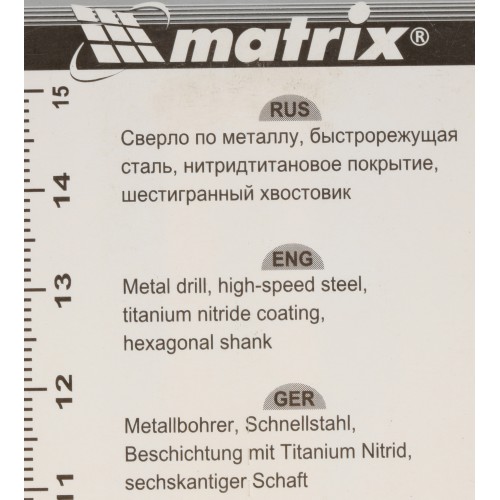 matrix®
RUS
Сверло по металлу, быстрорежущая
сталь, нитридтитановое покрытие,
шестигранный хвостовик
ENG
Metal drill, high-speed steel,
titanium nitride coating,
hexagonal shank
GER
Metallbohrer, Schnellstahl,
Beschichtung mit Titanium Nitrid,
sechskantiger Schaft
15
14
13
12
11